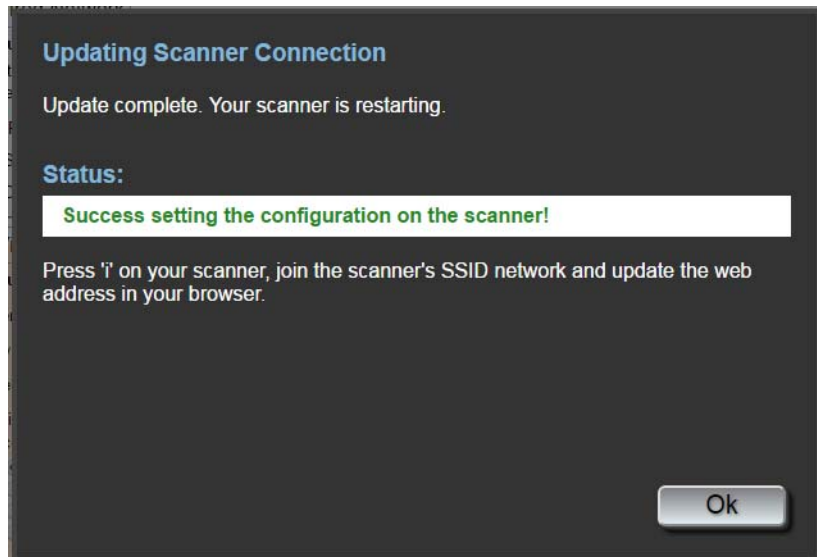 Updating Scanner Connection
Update complete. Your scanner is restarting.
Status:
Success setting the configuration on the scanner!
Press 'i' on your scanner, join the scanner's SSID network and update the web
address in your browser.
Ok